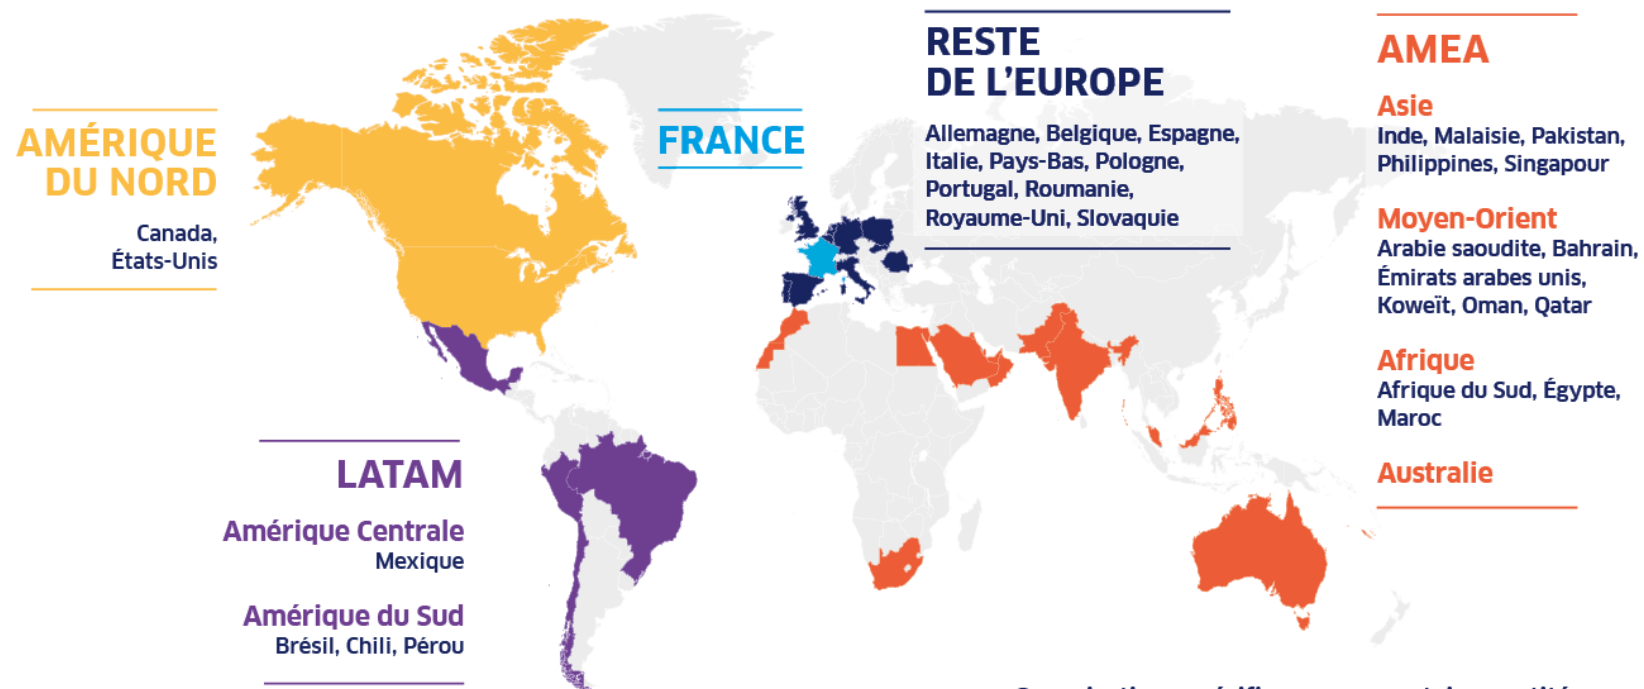 AMÉRIQUE
DU NORD
Canada,
États-Unis
LATAM
Amérique Centrale
Mexique
Amérique du Sud
Brésil, Chili, Pérou
FRANCE
RESTE
DE L'EUROPE
Allemagne, Belgique, Espagne,
Italie, Pays-Bas, Pologne,
Portugal, Roumanie,
Royaume-Uni, Slovaquie
AMEA
Asie
Inde, Malaisie, Pakistan,
Philippines, Singapour
Moyen-Orient
Arabie saoudite, Bahrain,
Émirats arabes unis,
Koweït, Oman, Qatar
Afrique
Afrique du Sud, Égypte,
Maroc
Australie